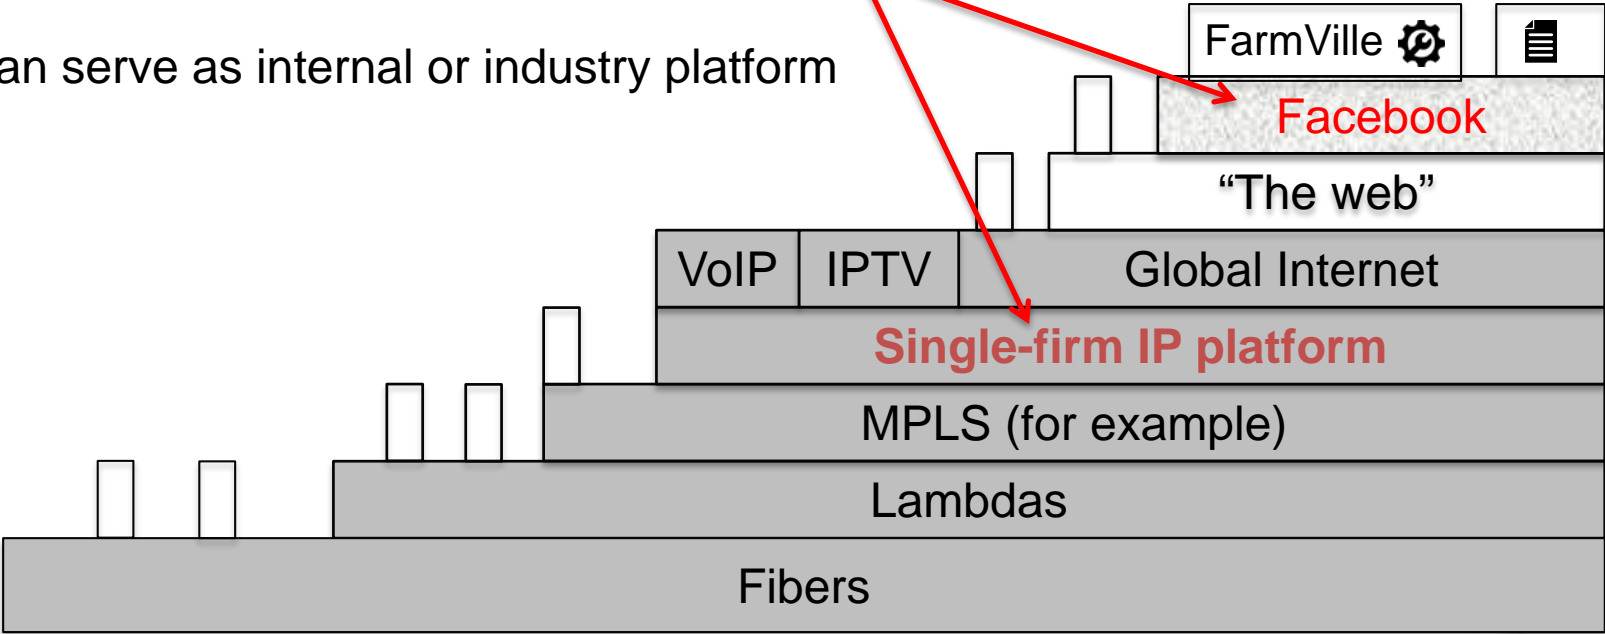 FarmVille
an serve as internal or industry platform
Facebook
“The web”
VoIP IPTV Global Internet
Single-firm IP platform
MPLS (for example)
Lambdas
Fibers